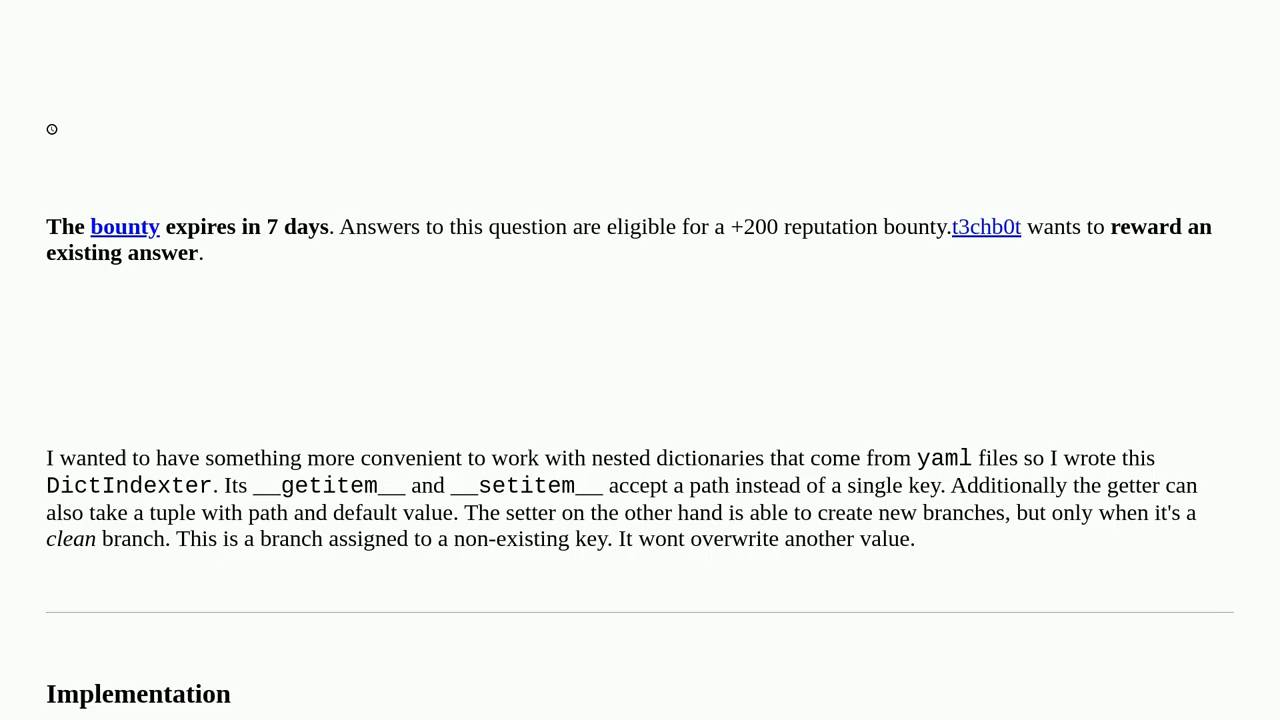 The bounty expires in 7 days. Answers to this question are eligible for a +200 reputation bounty.t3chb0t wants to reward an
existing answer.
I wanted to have something more convenient to work with nested dictionaries that come from yaml files so I wrote this
DictIndexter. Its __getitem__ and __setitem__ accept a path instead of a single key. Additionally the getter can
also take a tuple with path and default value. The setter on the other hand is able to create new branches, but only when it's a
clean branch. This is a branch assigned to a non-existing key. It wont overwrite another value.
Implementation